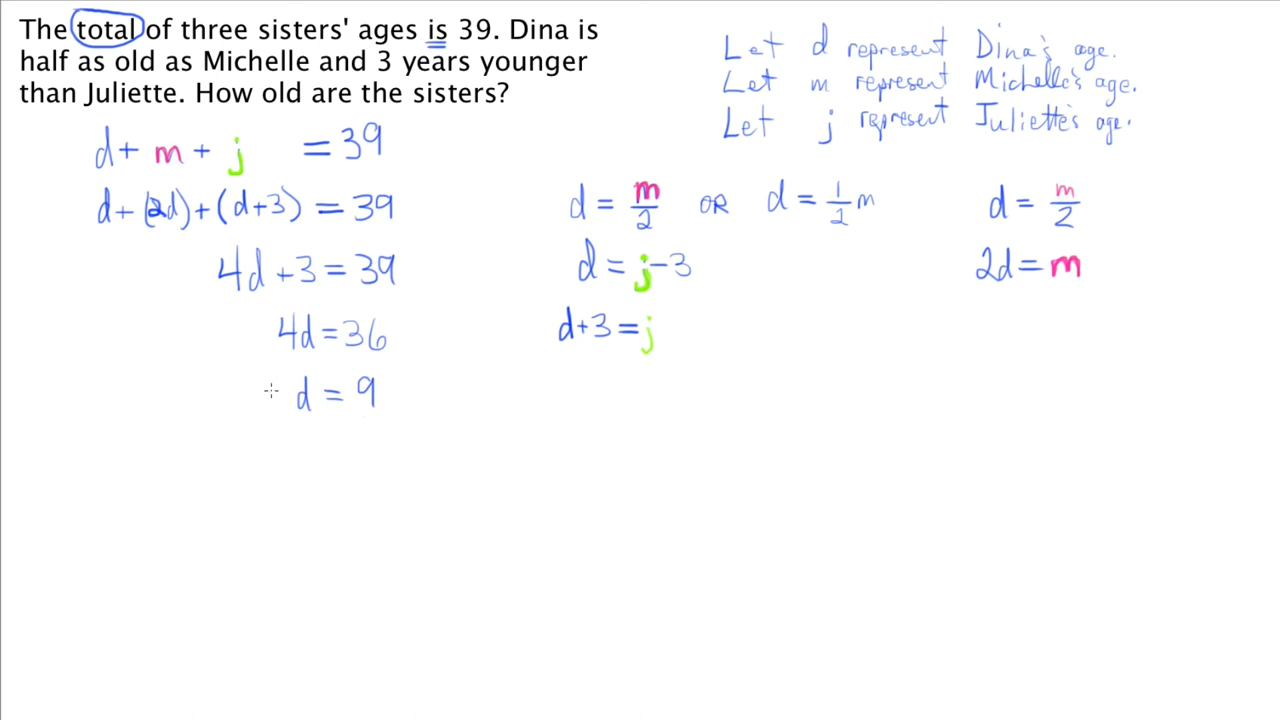 The total of three sisters' ages is 39. Dina is
half as old as Michelle and 3 years younger
than Juliette. How old are the sisters?
Let d represent Dina's age.
Let m represent Michelle's age.
Let j represent Juliette's age.
d + m + j = 39
d + (2d) + (d+3) = 39
4d + 3 = 39
4d = 36
d = 9
d = m/2 OR d = 1/2 m
d = j - 3
d + 3 = j
d = m/2
2d = m